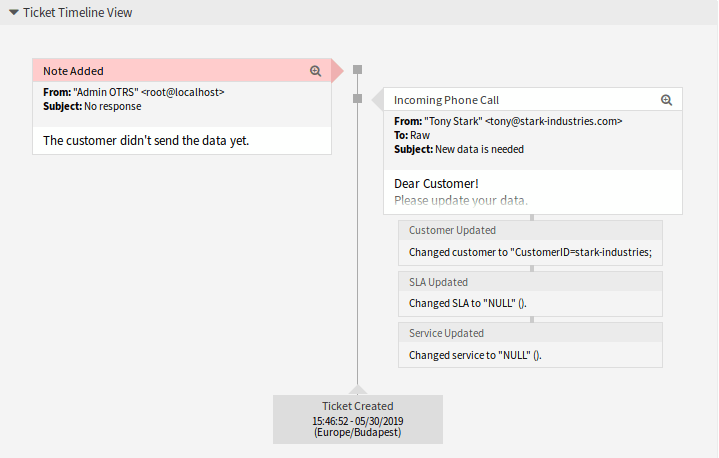 Ticket Timeline View
Note Added
From: "Admin OTRS" <root@localhost>
Subject: No response
The customer didn't send the data yet.
Incoming Phone Call
From: "Tony Stark" <tony@stark-industries.com>
To: Raw
Subject: New data is needed
Dear Customer!
Please update your data.
Customer Updated
Changed customer to "CustomerID=stark-industries;
SLA Updated
Changed SLA to "NULL" ().
Service Updated
Changed service to "NULL" ().
Ticket Created
15:46:52 - 05/30/2019
(Europe/Budapest)